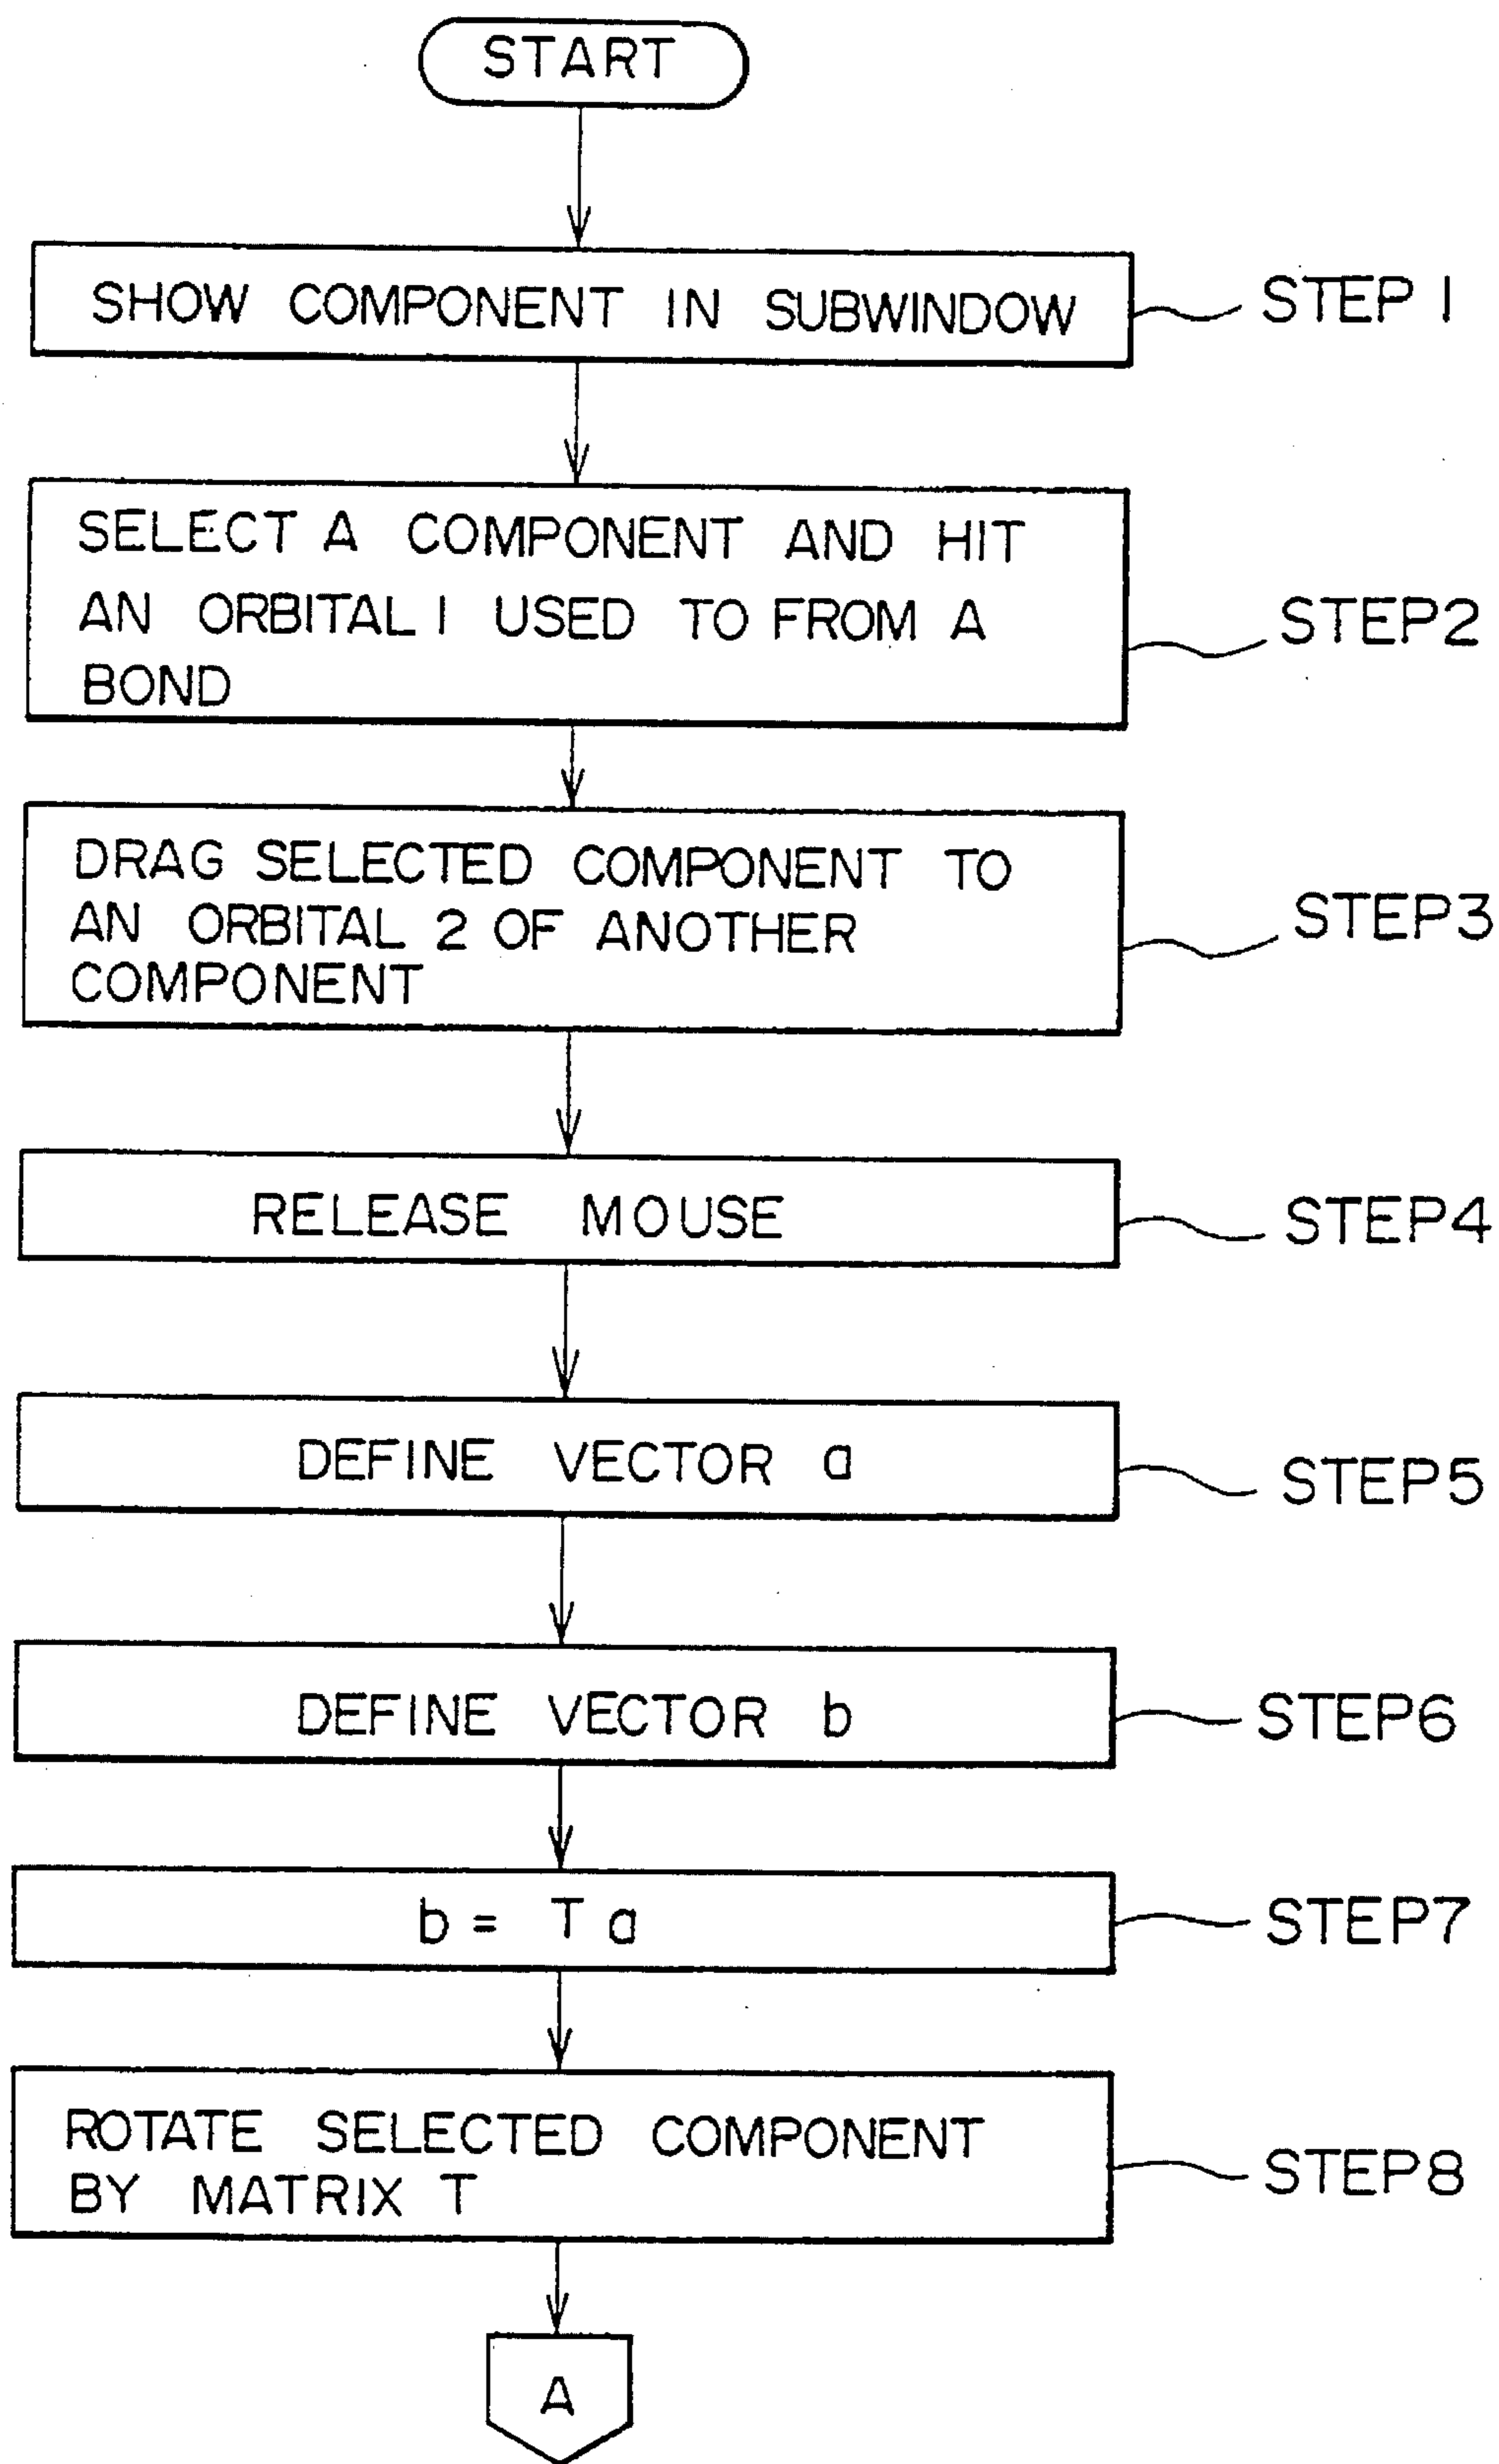 START
SHOW COMPONENT IN SUBWINDOW
STEP 1
SELECT A COMPONENT AND HIT
AN ORBITAL 1 USED TO FROM A
BOND
STEP2
DRAG SELECTED COMPONENT TO
AN ORBITAL 2 OF ANOTHER
COMPONENT
STEP3
RELEASE MOUSE
STEP4
DEFINE VECTOR a
STEP5
DEFINE VECTOR b
STEP6
b = T a
STEP7
ROTATE SELECTED COMPONENT
BY MATRIX T
STEP8
A